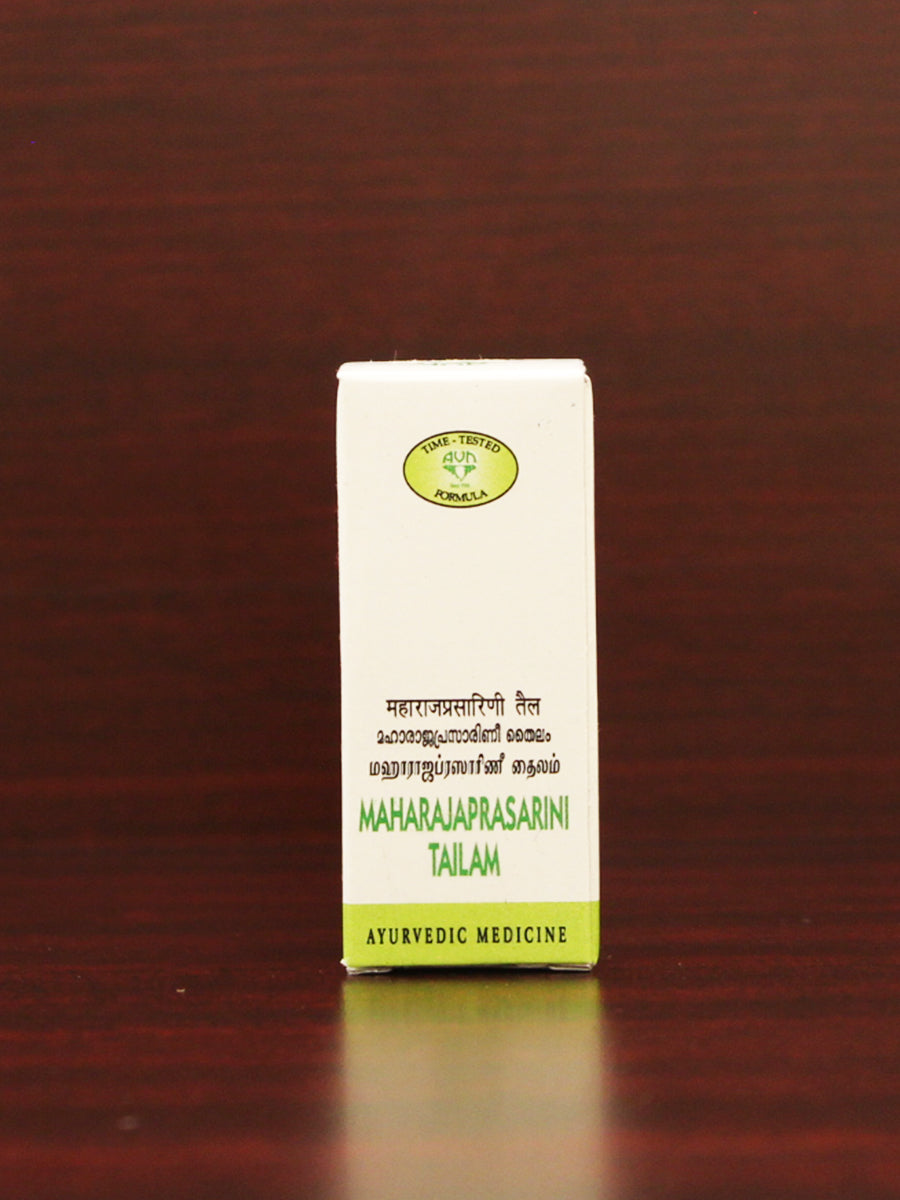 TIME - TESTED
AVN
FORMULA
महाराजप्रसारिणी तैल
മഹാരാജപ്രസാരിണീ തൈലം
மஹாராஜப்ரஸாரிணீ தைலம்
MAHARAJAPRASARINI
TAILAM
AYURVEDIC MEDICINE